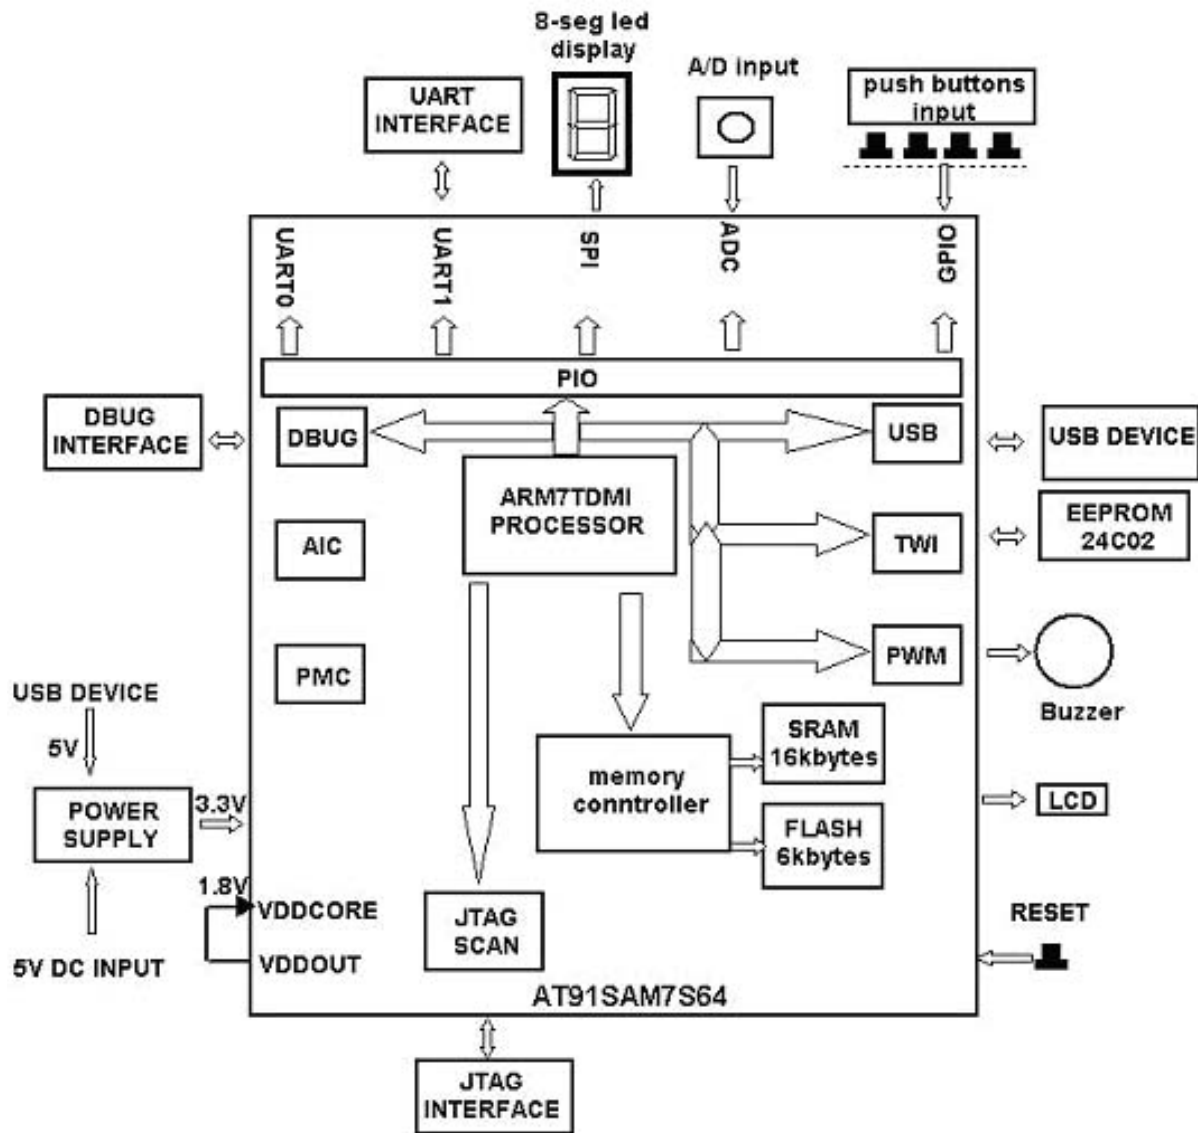 8-seg led
display
A/D input
push buttons
input
UART
INTERFACE
UART0
UART1
SPI
ADC
GPIO
PIO
DBUG
INTERFACE
DBUG
USB
USB DEVICE
ARM7TDMI
PROCESSOR
EEPROM
24C02
AIC
TWI
PMC
PWM
Buzzer
USB DEVICE
5V
SRAM
16kbytes
memory
conntroller
LCD
POWER
SUPPLY
3.3V
FLASH
6kbytes
1.8V
VDDCORE
JTAG
SCAN
RESET
5V DC INPUT
VDDOUT
AT91SAM7S64
JTAG
INTERFACE